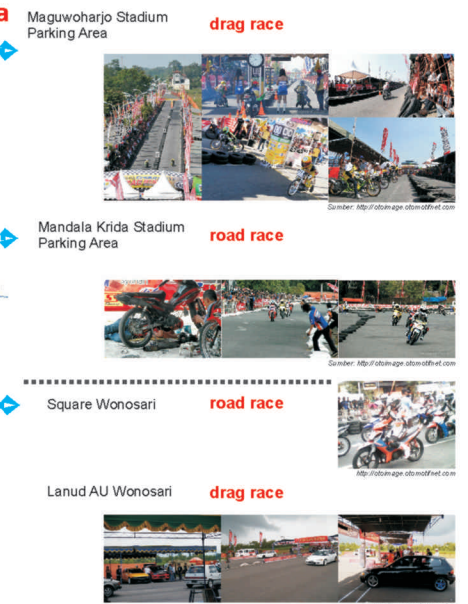 a
Maguwoharjo Stadium
Parking Area
drag race
Sumber: http://otoimage.otomotifnet.com
Mandala Krida Stadium
Parking Area
road race
Sumber: http://otoimage.otomotifnet.com
Square Wonosari
road race
http://otoimage.otomotifnet.com
Lanud AU Wonosari
drag race